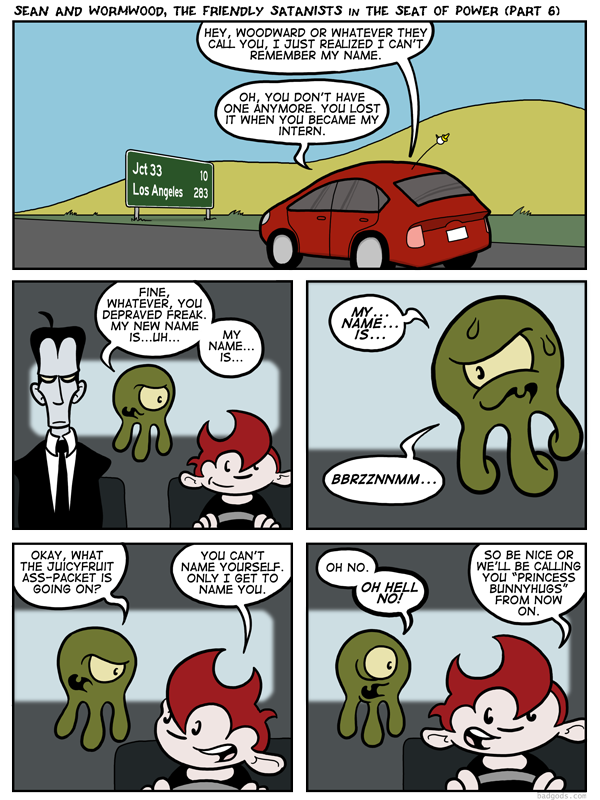 SEAN AND WORMWOOD, THE FRIENDLY SATANISTS IN THE SEAT OF POWER (PART 6)
HEY, WOODWARD OR WHATEVER THEY
CALL YOU, I JUST REALIZED I CAN'T
REMEMBER MY NAME.
OH, YOU DON'T HAVE
ONE ANYMORE. YOU LOST
IT WHEN YOU BECAME MY
INTERN.
Jct 33 10
Los Angeles 283
FINE,
WHATEVER, YOU
DEPRAVED FREAK.
MY NEW NAME
IS...UH...
MY
NAME...
IS...
MY...
NAME...
IS...
BBRZZNNMM...
OKAY, WHAT
THE JUICYFRUIT
ASS-PACKET IS
GOING ON?
YOU CAN'T
NAME YOURSELF.
ONLY I GET TO
NAME YOU.
OH NO.
OH HELL
NO!
SO BE NICE OR
WE'LL BE CALLING
YOU "PRINCESS
BUNNYHUGS"
FROM NOW
ON.
badgods.com